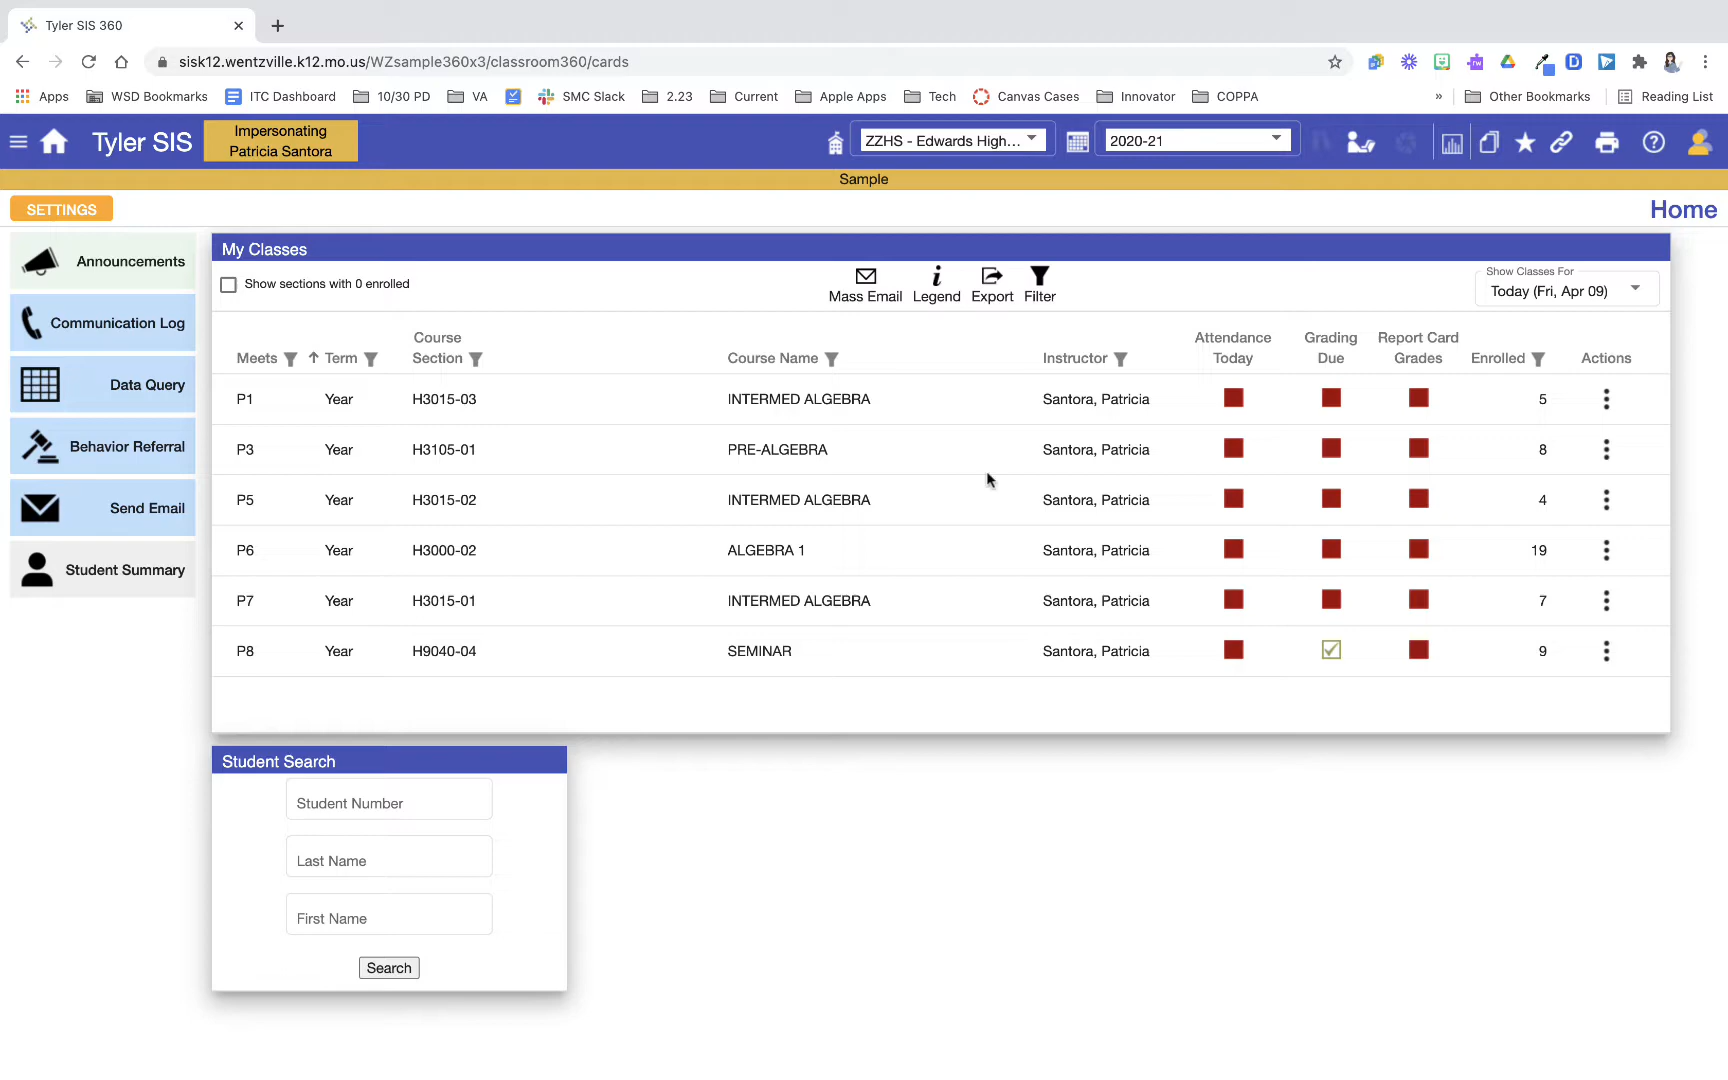 Tyler SIS 360
sisk12.wentzville.k12.mo.us/WZsample360x3/classroom360/cards
Apps WSD Bookmarks ITC Dashboard 10/30 PD VA SMC Slack 2.23 Current Apple Apps Tech Canvas Cases Innovator COPPA » Other Bookmarks Reading List
Tyler SIS
Impersonating
Patricia Santora
ZZHS - Edwards High...
2020-21
Sample
SETTINGS
Home
Announcements
Communication Log
Data Query
Behavior Referral
Send Email
Student Summary
My Classes
Show sections with 0 enrolled
Mass Email Legend Export Filter
Show Classes For
Today (Fri, Apr 09)
Meets Term Course Section Course Name Instructor Attendance Today Grading Due Report Card Grades Enrolled Actions
P1 Year H3015-03 INTERMED ALGEBRA Santora, Patricia 5
P3 Year H3105-01 PRE-ALGEBRA Santora, Patricia 8
P5 Year H3015-02 INTERMED ALGEBRA Santora, Patricia 4
P6 Year H3000-02 ALGEBRA 1 Santora, Patricia 19
P7 Year H3015-01 INTERMED ALGEBRA Santora, Patricia 7
P8 Year H9040-04 SEMINAR Santora, Patricia 9
Student Search
Student Number
Last Name
First Name
Search